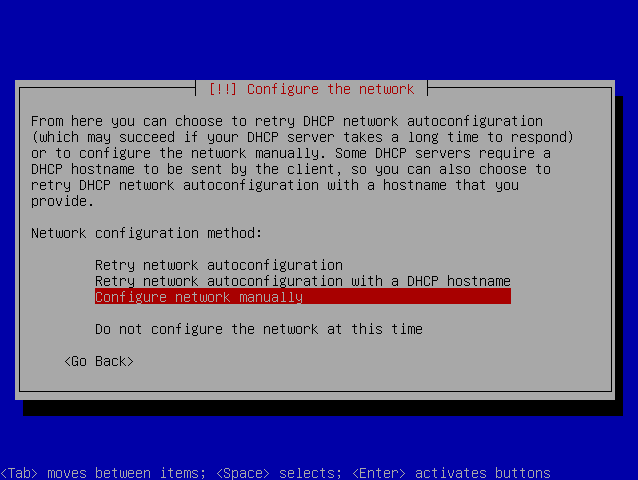 [!!] Configure the network
From here you can choose to retry DHCP network autoconfiguration
(which may succeed if your DHCP server takes a long time to respond)
or to configure the network manually. Some DHCP servers require a
DHCP hostname to be sent by the client, so you can also choose to
retry DHCP network autoconfiguration with a hostname that you
provide.
Network configuration method:
Retry network autoconfiguration
Retry network autoconfiguration with a DHCP hostname
Configure network manually
Do not configure the network at this time
<Go Back>
<Tab> moves between items; <Space> selects; <Enter> activates buttons